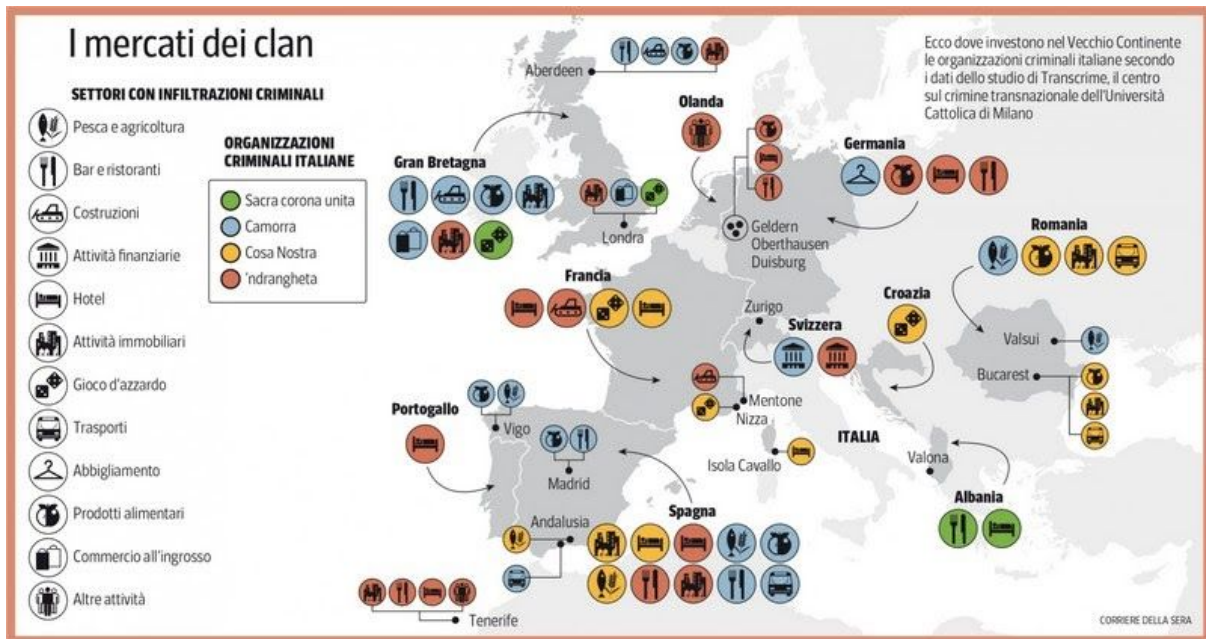 I mercati dei clan
Ecco dove investono nel Vecchio Continente
le organizzazioni criminali italiane secondo
i dati dello studio di Transcrime, il centro
sul crimine transnazionale dell'Università
Cattolica di Milano
SETTORI CON INFILTRAZIONI CRIMINALI
Pesca e agricoltura
Bar e ristoranti
Costruzioni
Attività finanziarie
Hotel
Attività immobiliari
Gioco d'azzardo
Trasporti
Abbigliamento
Prodotti alimentari
Commercio all'ingrosso
Altre attività
ORGANIZZAZIONI
CRIMINALI ITALIANE
Sacra corona unita
Camorra
Cosa Nostra
'ndrangheta
Aberdeen
Gran Bretagna
Londra
Olanda
Geldern
Oberthausen
Duisburg
Germania
Romania
Valsui
Bucarest
Francia
Zurigo
Svizzera
Croazia
Mentone
Nizza
Portogallo
Vigo
Madrid
Isola Cavallo
ITALIA
Valona
Albania
Andalusia
Spagna
Tenerife
CORRIERE DELLA SERA